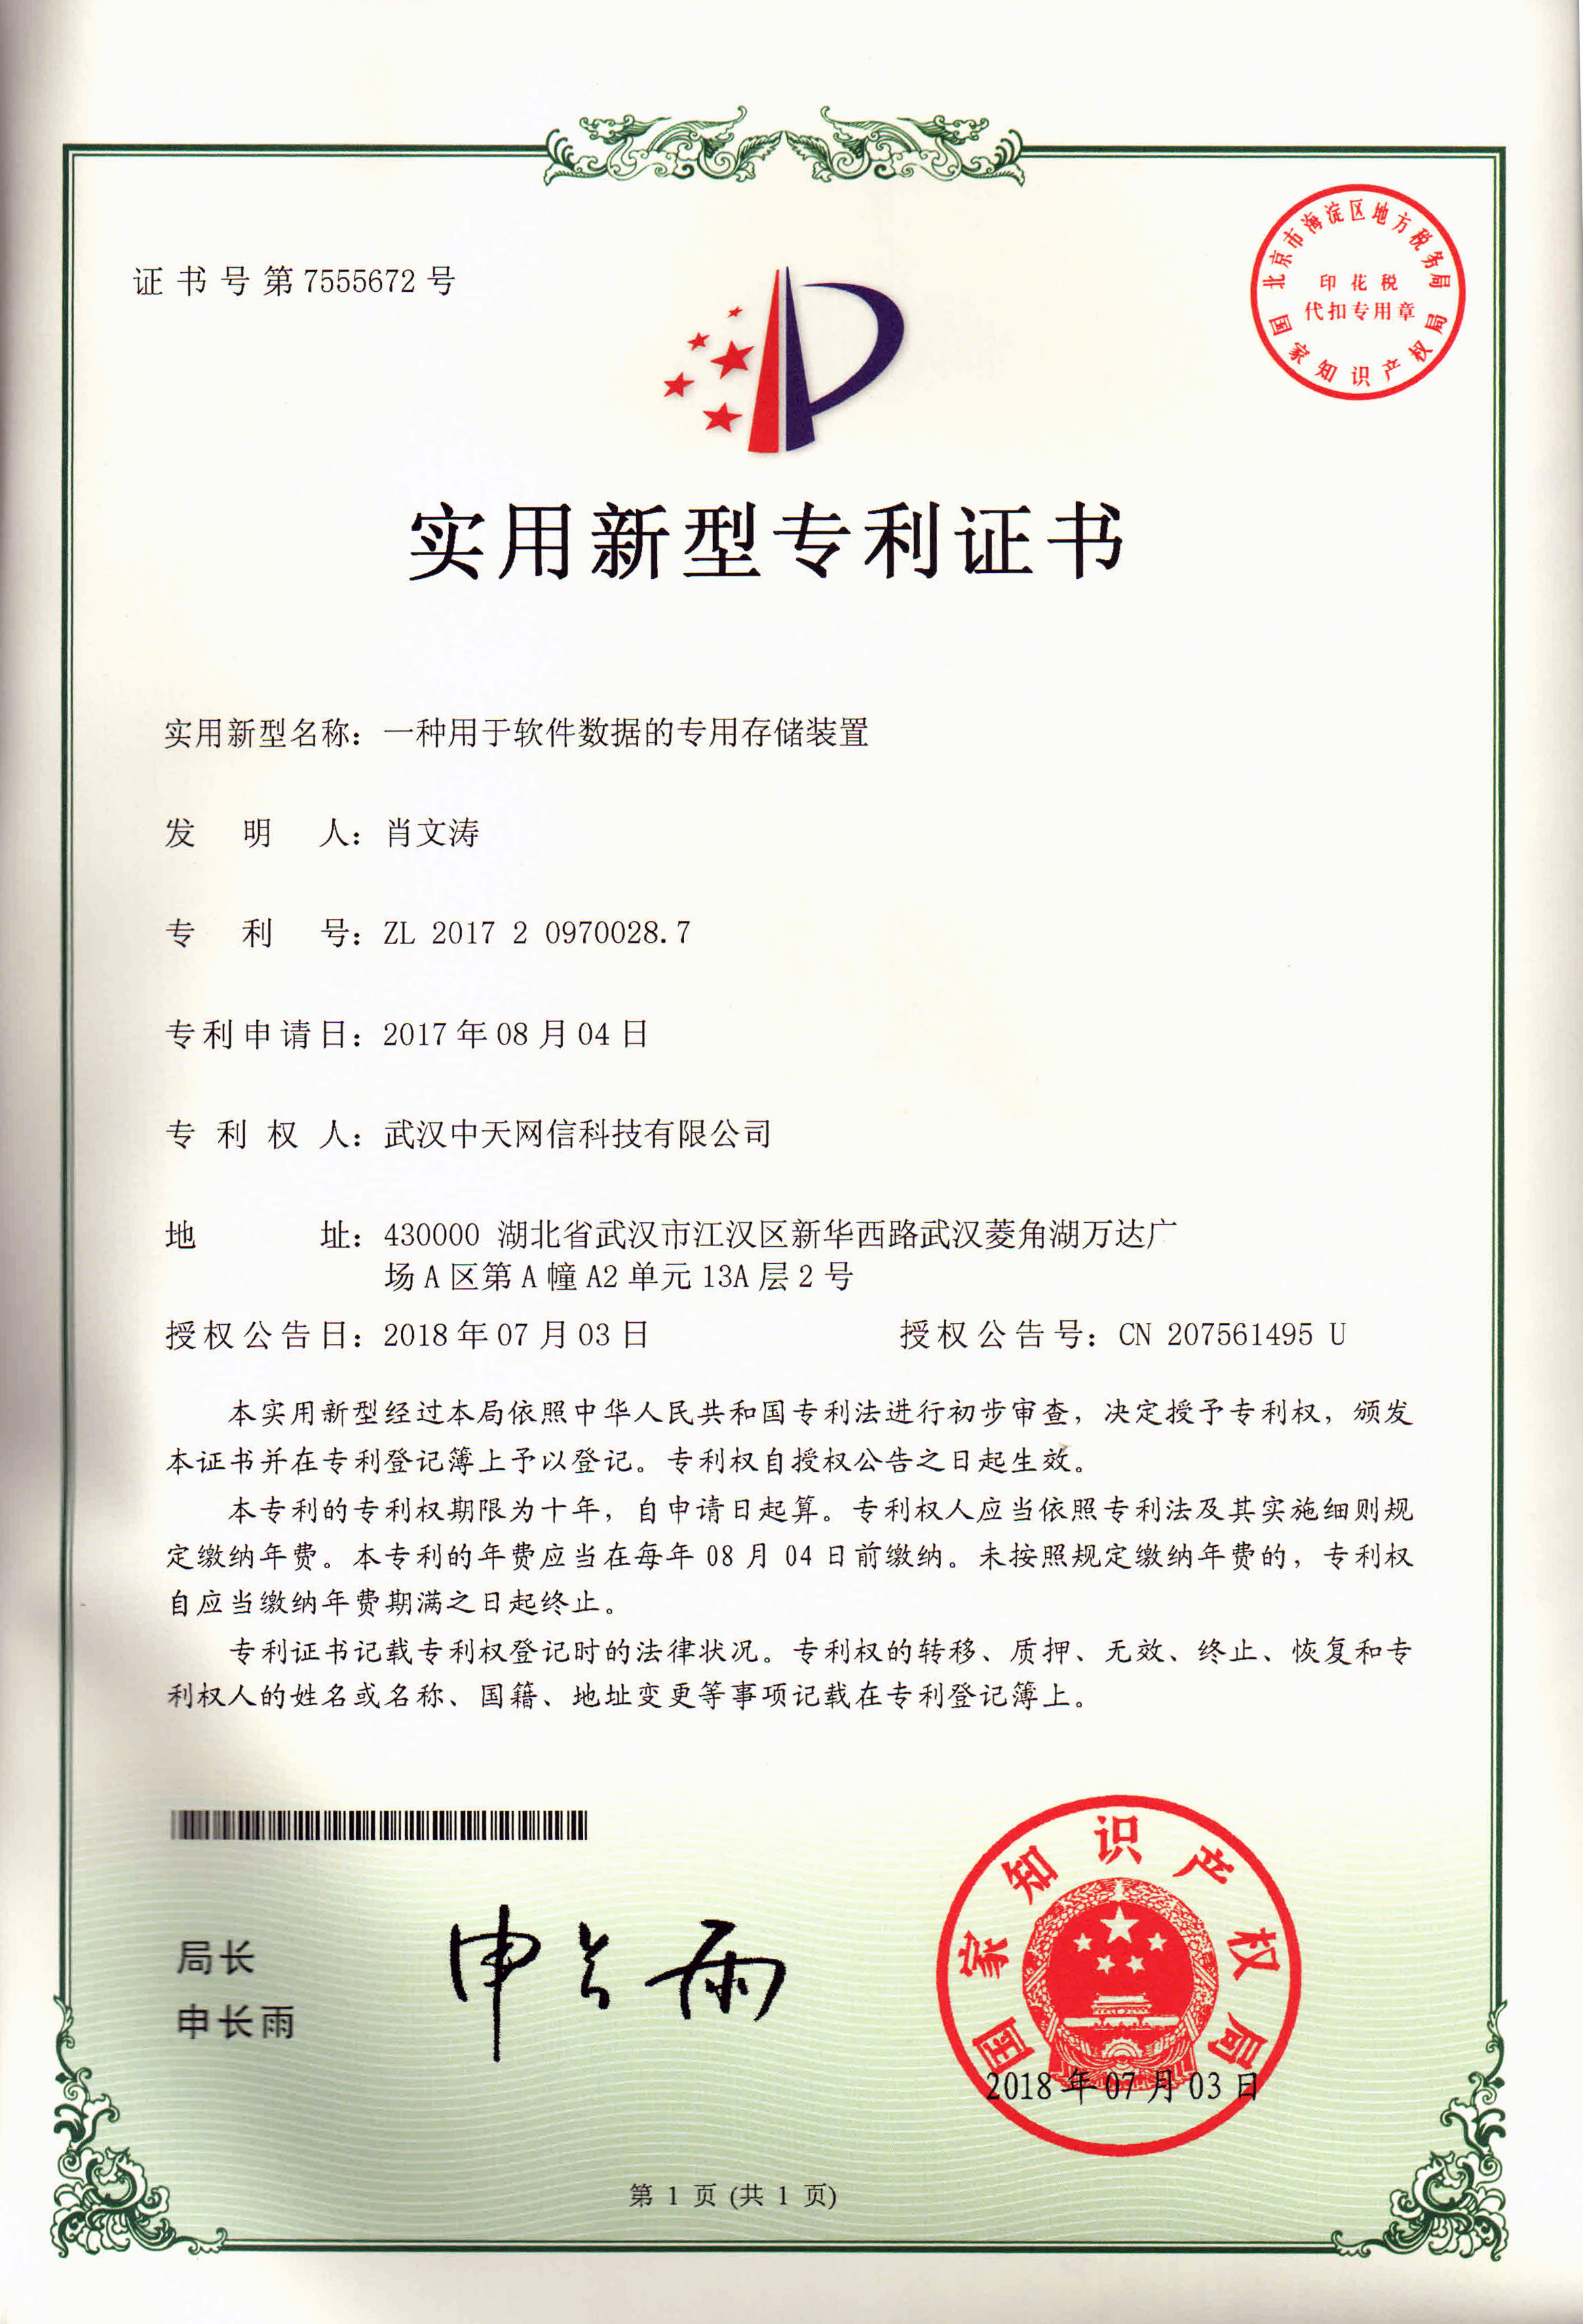 证书号第7555672号
北京市海淀区地方税务局
印花税
代扣专用章
国家知识产权局
实用新型专利证书
实用新型名称：一种用于软件数据的专用存储装置
发明人：肖文涛
专利号：ZL 2017 2 0970028.7
专利申请日：2017年08月04日
专利权人：武汉中天网信科技有限公司
地址：430000 湖北省武汉市江汉区新华西路武汉菱角湖万达广
场A区第A幢A2单元13A层2号
授权公告日：2018年07月03日 授权公告号：CN 207561495 U
本实用新型经过本局依照中华人民共和国专利法进行初步审查，决定授予专利权，颁发
本证书并在专利登记簿上予以登记。专利权自授权公告之日起生效。
本专利的专利权期限为十年，自申请日起算。专利权人应当依照专利法及其实施细则规
定缴纳年费。本专利的年费应当在每年08月04日前缴纳。未按照规定缴纳年费的，专利权
自应当缴纳年费期满之日起终止。
专利证书记载专利权登记时的法律状况。专利权的转移、质押、无效、终止、恢复和专
利权人的姓名或名称、国籍、地址变更等事项记载在专利登记簿上。
局长
申长雨
申长雨
国家知识产权局
2018年07月03日
第 1 页 (共 1 页)